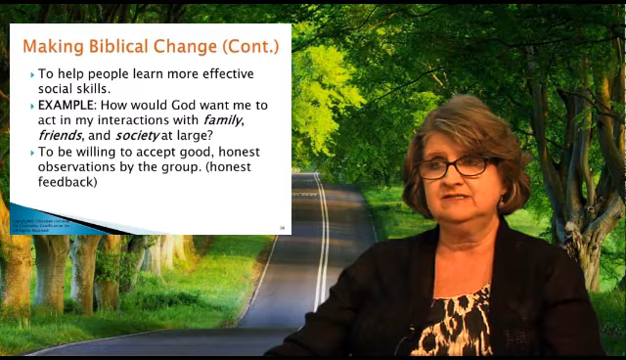 Making Biblical Change (Cont.)
To help people learn more effective
social skills.
EXAMPLE: How would God want me to
act in my interactions with family,
friends, and society at large?
To be willing to accept good, honest
observations by the group. (honest
feedback)